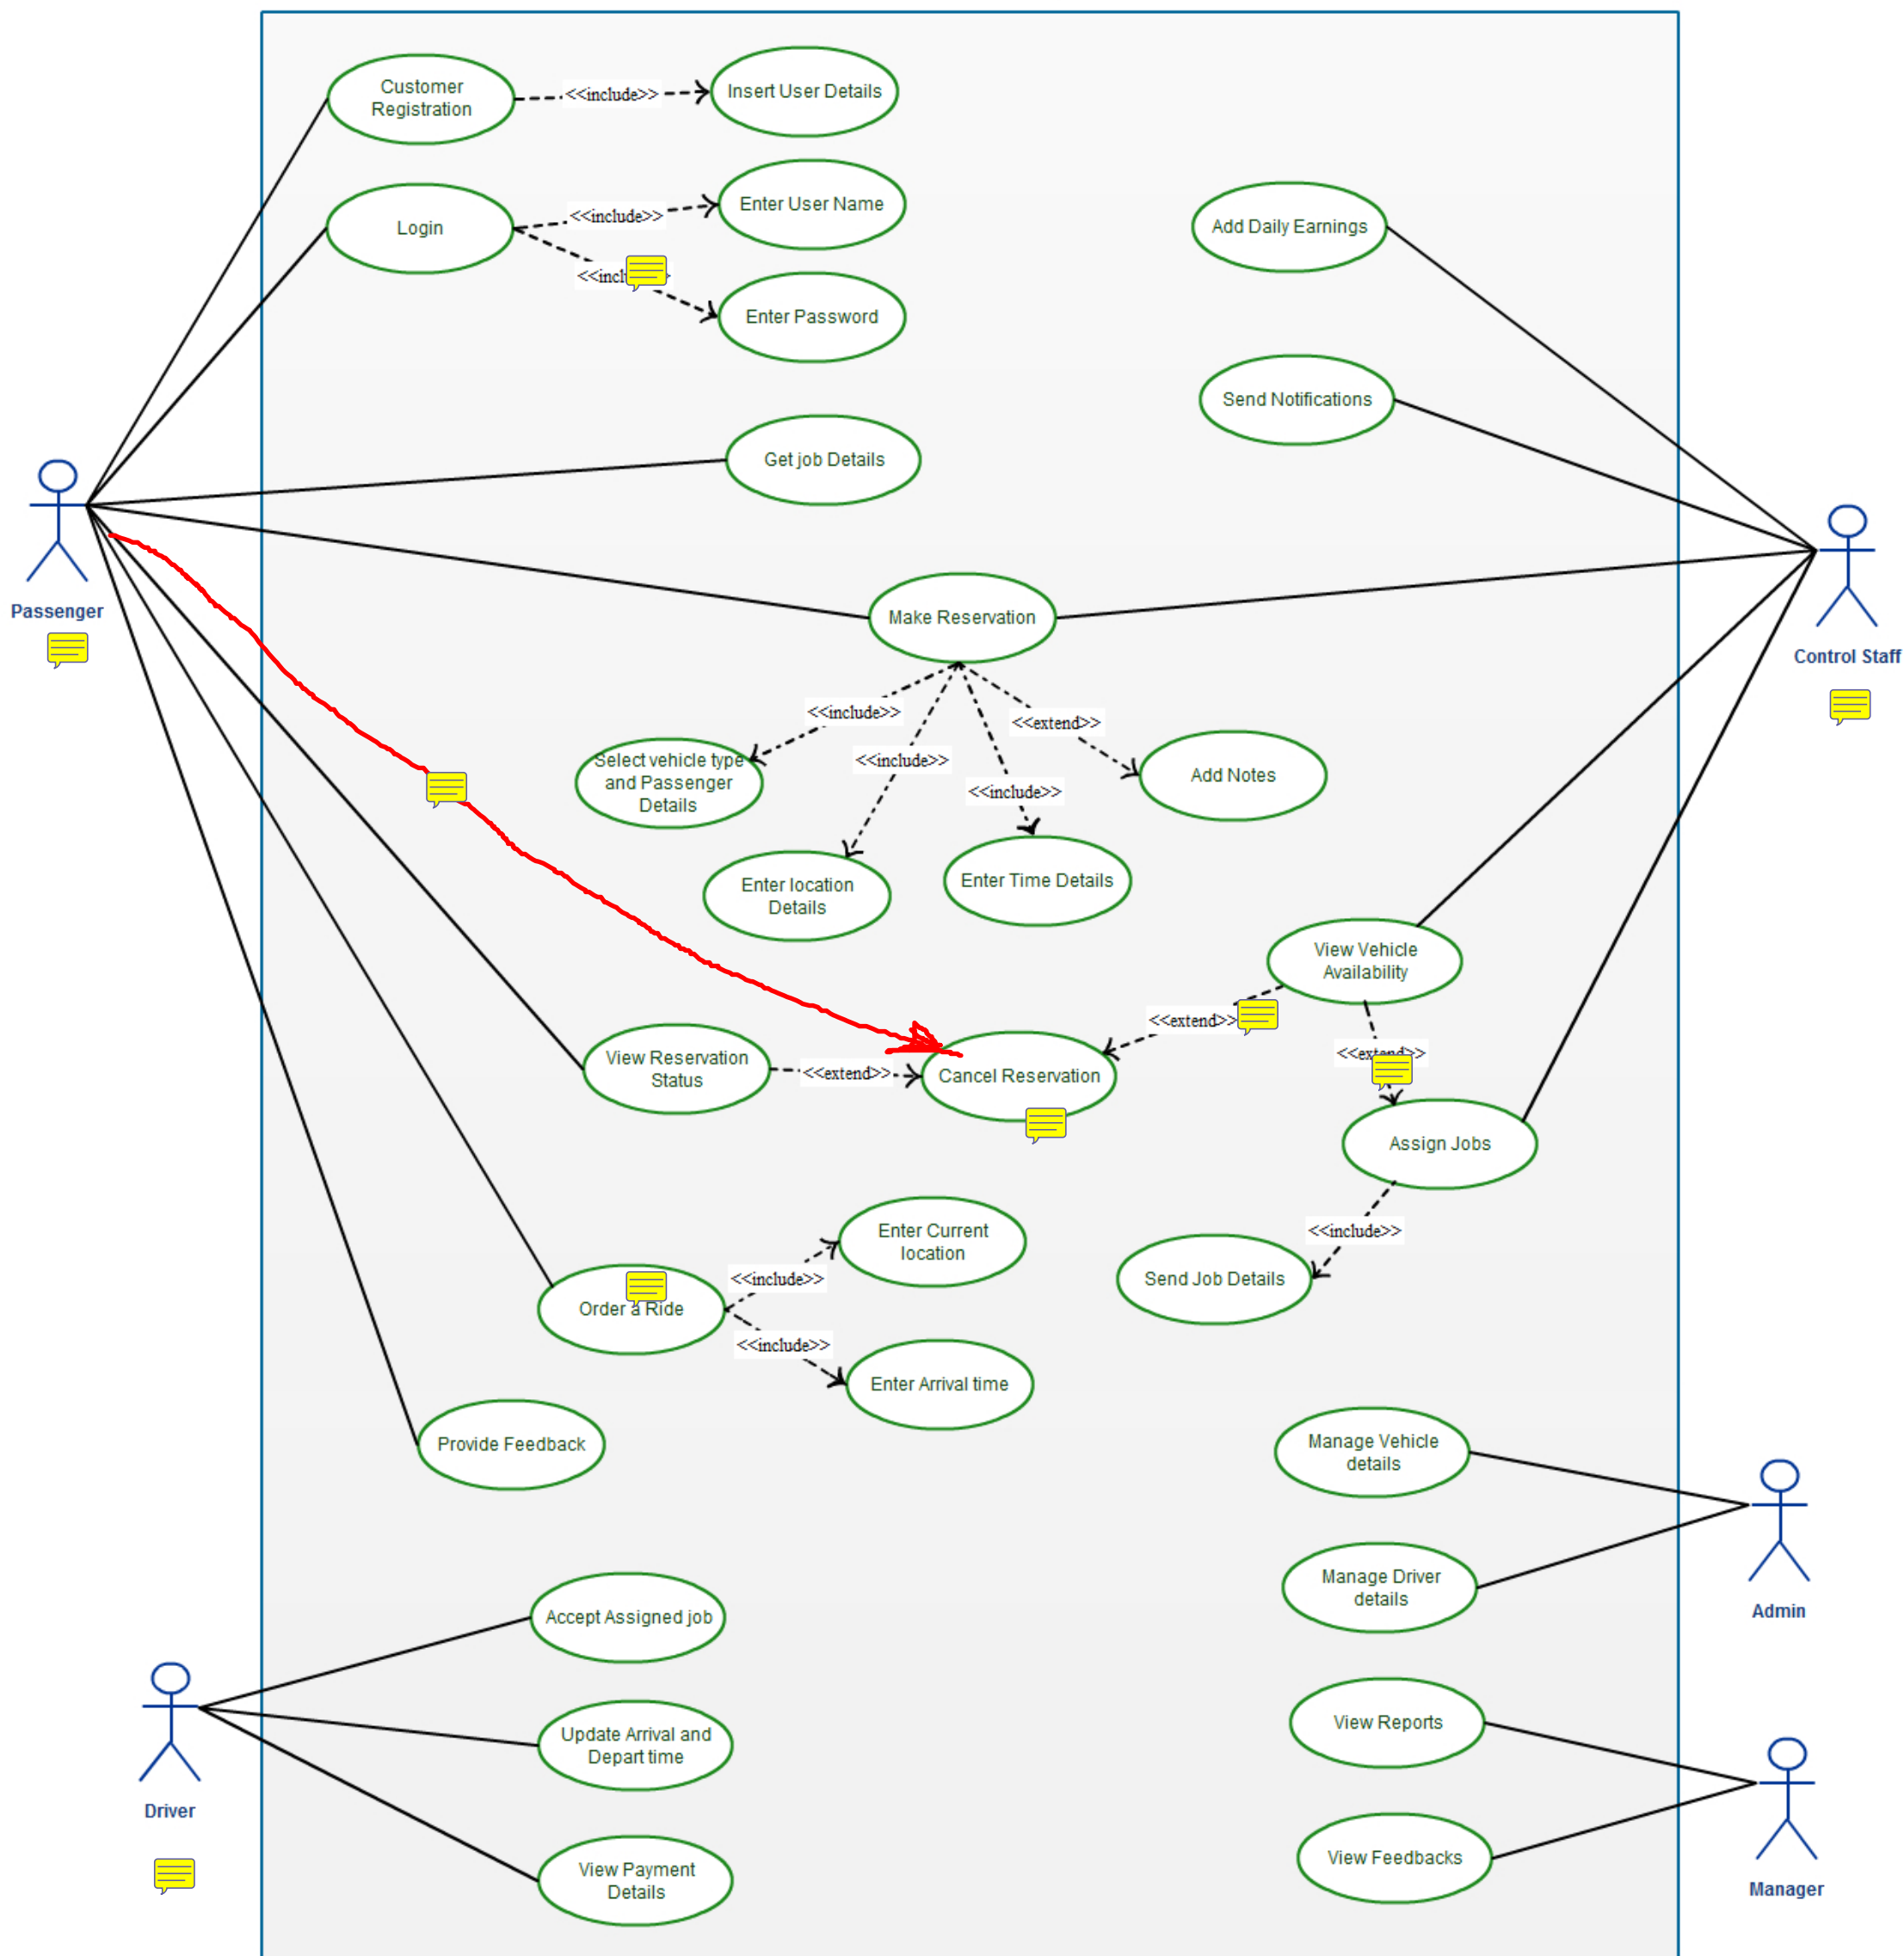 Customer
Registration
<<include>>
Insert User Details
Login
<<include>>
Enter User Name
Enter Password
Add Daily Earnings
Send Notifications
Get job Details
Passenger
Make Reservation
Control Staff
<<include>>
<<include>>
<<include>>
<<extend>>
Select vehicle type
and Passenger
Details
Enter location
Details
Enter Time Details
Add Notes
View Vehicle
Availability
<<extend>>
<<extend>>
View Reservation
Status
<<extend>>
Cancel Reservation
Assign Jobs
<<include>>
Send Job Details
Order a Ride
<<include>>
<<include>>
Enter Current
location
Enter Arrival time
Provide Feedback
Manage Vehicle
details
Manage Driver
details
Admin
Accept Assigned job
Update Arrival and
Depart time
View Payment
Details
Driver
View Reports
View Feedbacks
Manager